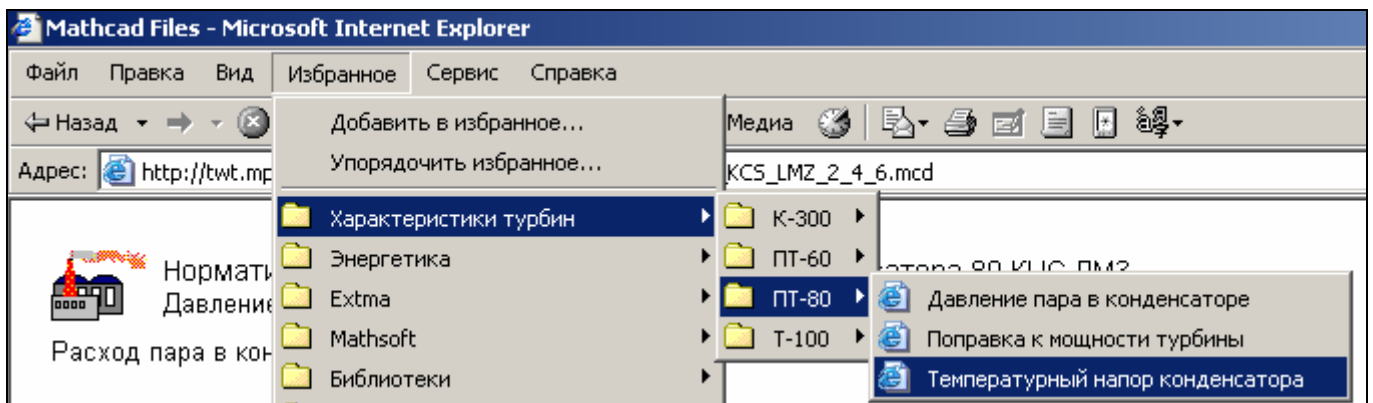 Mathcad Files - Microsoft Internet Explorer
Файл Правка Вид Избранное Сервис Справка
Назад Медиа
Адрес: http://twt.mp KCS_LMZ_2_4_6.mcd
Добавить в избранное...
Упорядочить избранное...
Характеристики турбин
Энергетика
Extma
Mathsoft
Библиотеки
К-300
ПТ-60
ПТ-80
Т-100
Давление пара в конденсаторе
Поправка к мощности турбины
Температурный напор конденсатора
Нормати
Давление
Расход пара в кон